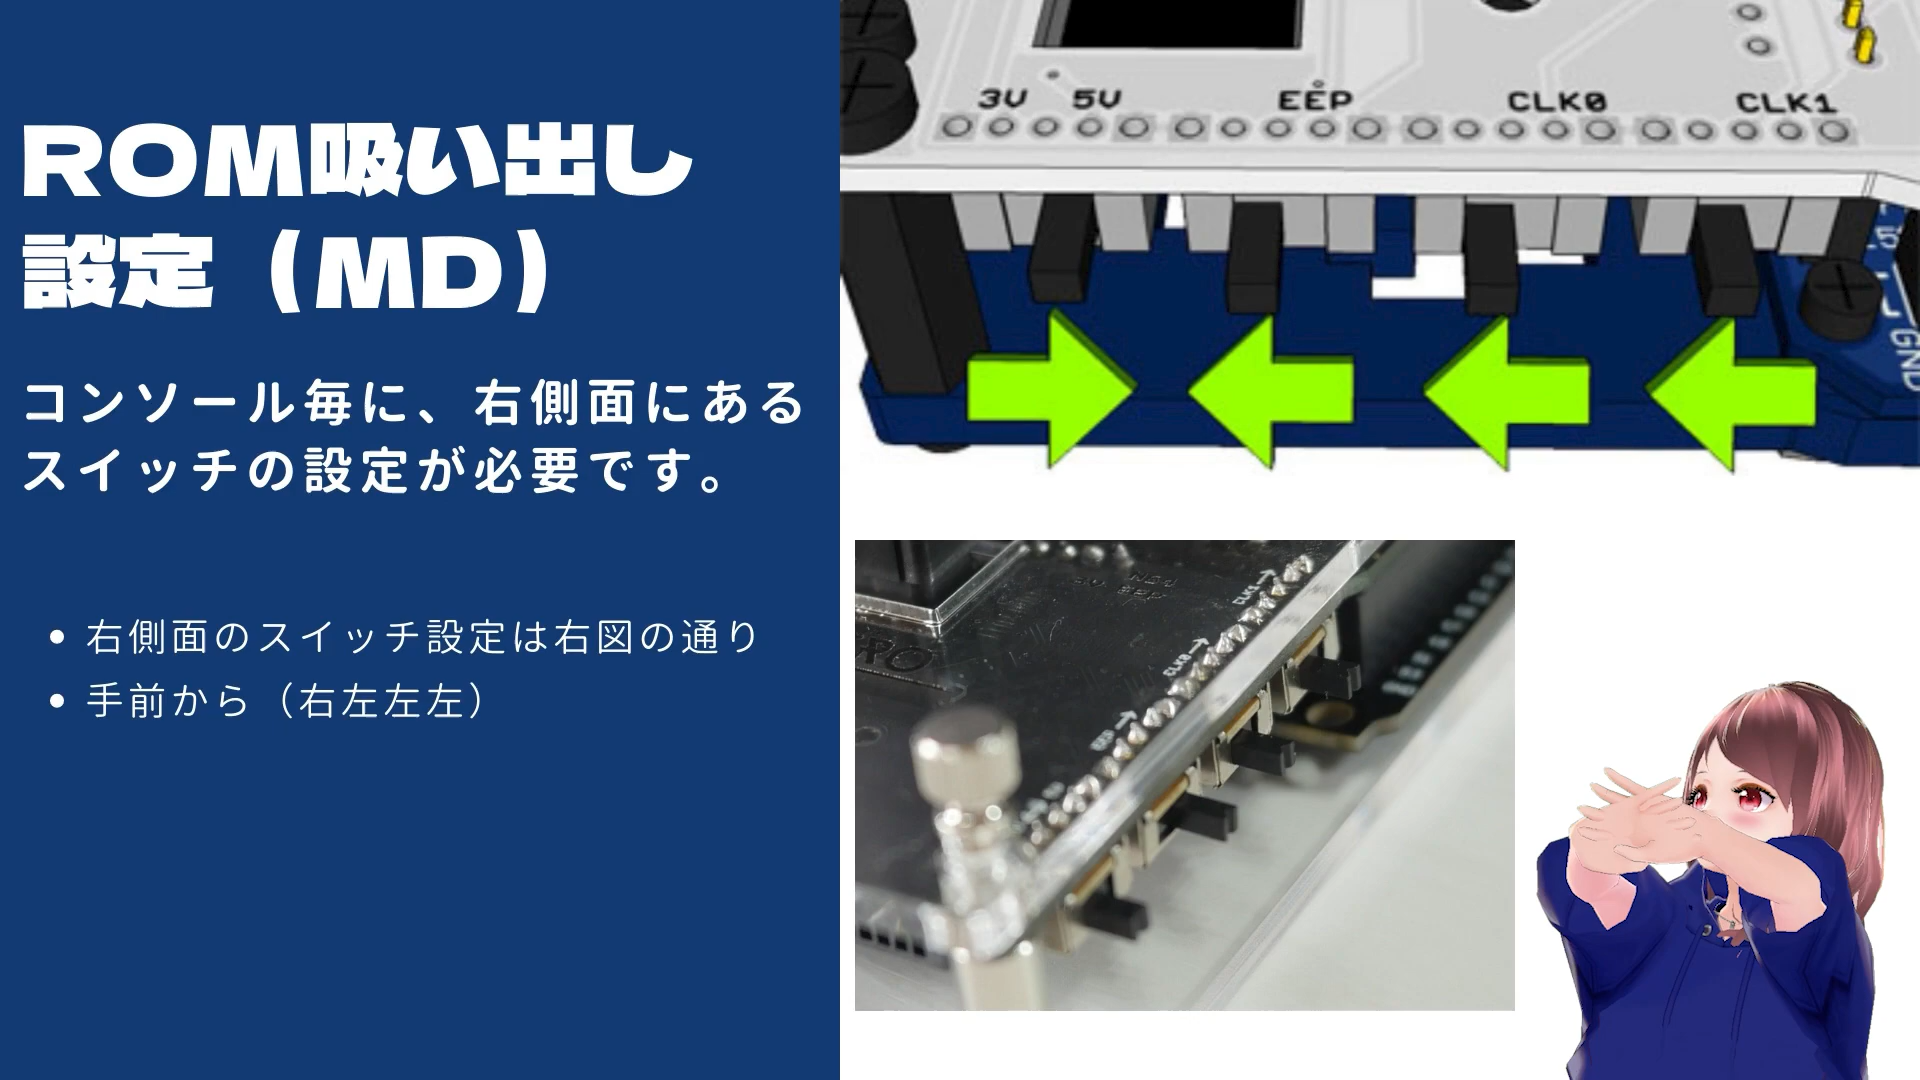 ROM吸い出し
設定（MD）
コンソール毎に、右側面にある
スイッチの設定が必要です。
右側面のスイッチ設定は右図の通り
手前から（右左左左）
3V 5V EEP CLK0 CLK1
GND
CLK1
CLK0
EEP